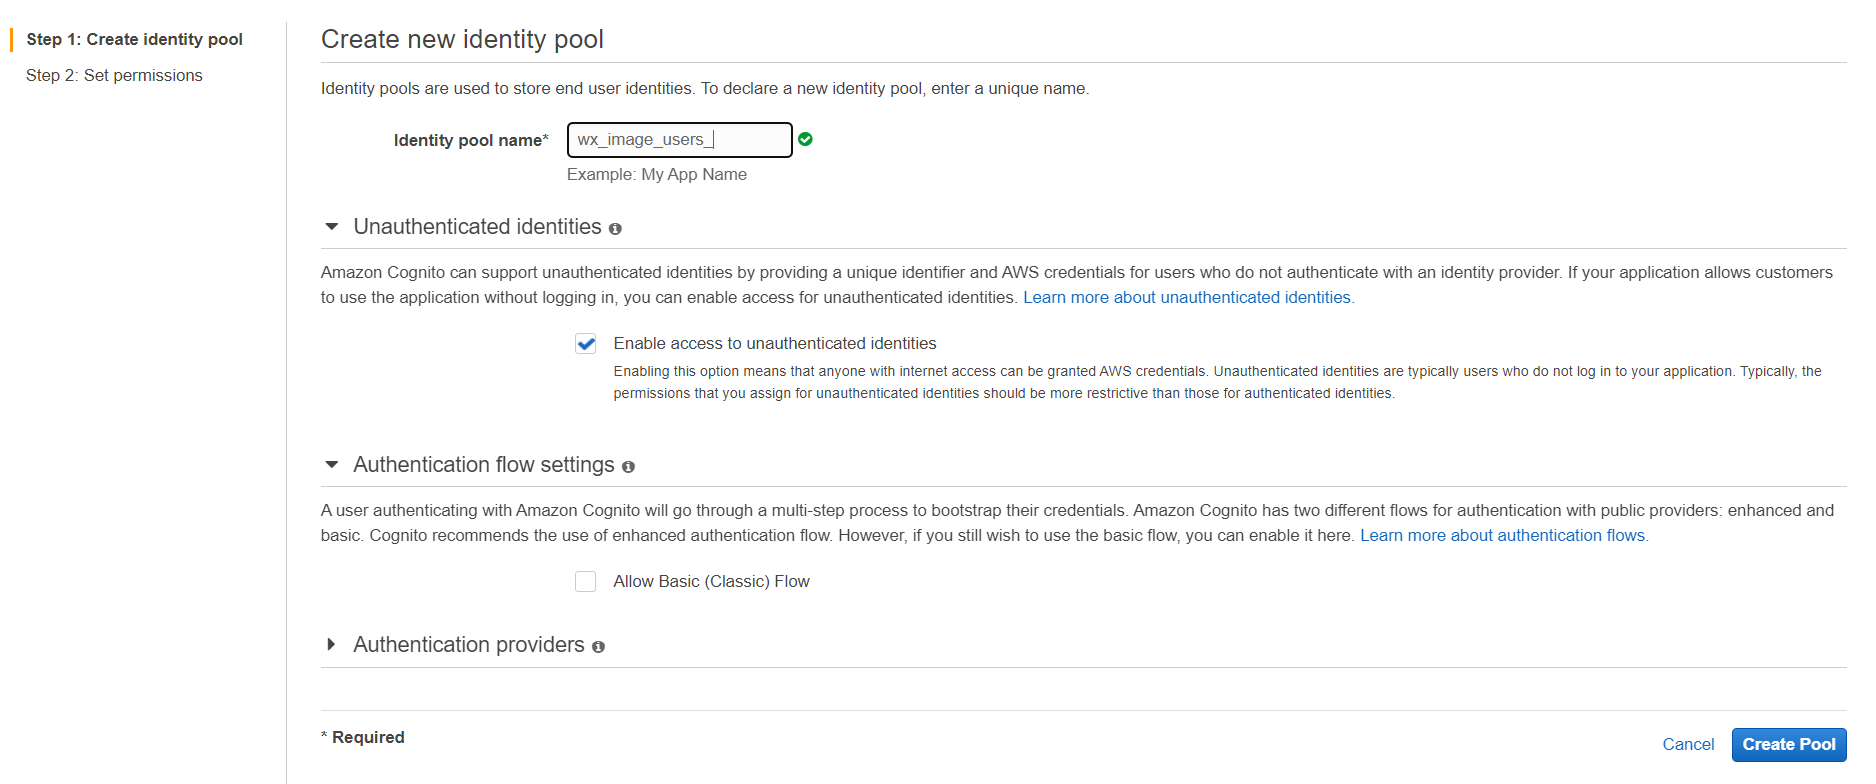 Step 1: Create identity pool
Step 2: Set permissions
Create new identity pool
Identity pools are used to store end user identities. To declare a new identity pool, enter a unique name.
Identity pool name*
wx_image_users_
Example: My App Name
Unauthenticated identities
Amazon Cognito can support unauthenticated identities by providing a unique identifier and AWS credentials for users who do not authenticate with an identity provider. If your application allows customers
to use the application without logging in, you can enable access for unauthenticated identities. Learn more about unauthenticated identities.
Enable access to unauthenticated identities
Enabling this option means that anyone with internet access can be granted AWS credentials. Unauthenticated identities are typically users who do not log in to your application. Typically, the
permissions that you assign for unauthenticated identities should be more restrictive than those for authenticated identities.
Authentication flow settings
A user authenticating with Amazon Cognito will go through a multi-step process to bootstrap their credentials. Amazon Cognito has two different flows for authentication with public providers: enhanced and
basic. Cognito recommends the use of enhanced authentication flow. However, if you still wish to use the basic flow, you can enable it here. Learn more about authentication flows.
Allow Basic (Classic) Flow
Authentication providers
* Required
Cancel
Create Pool